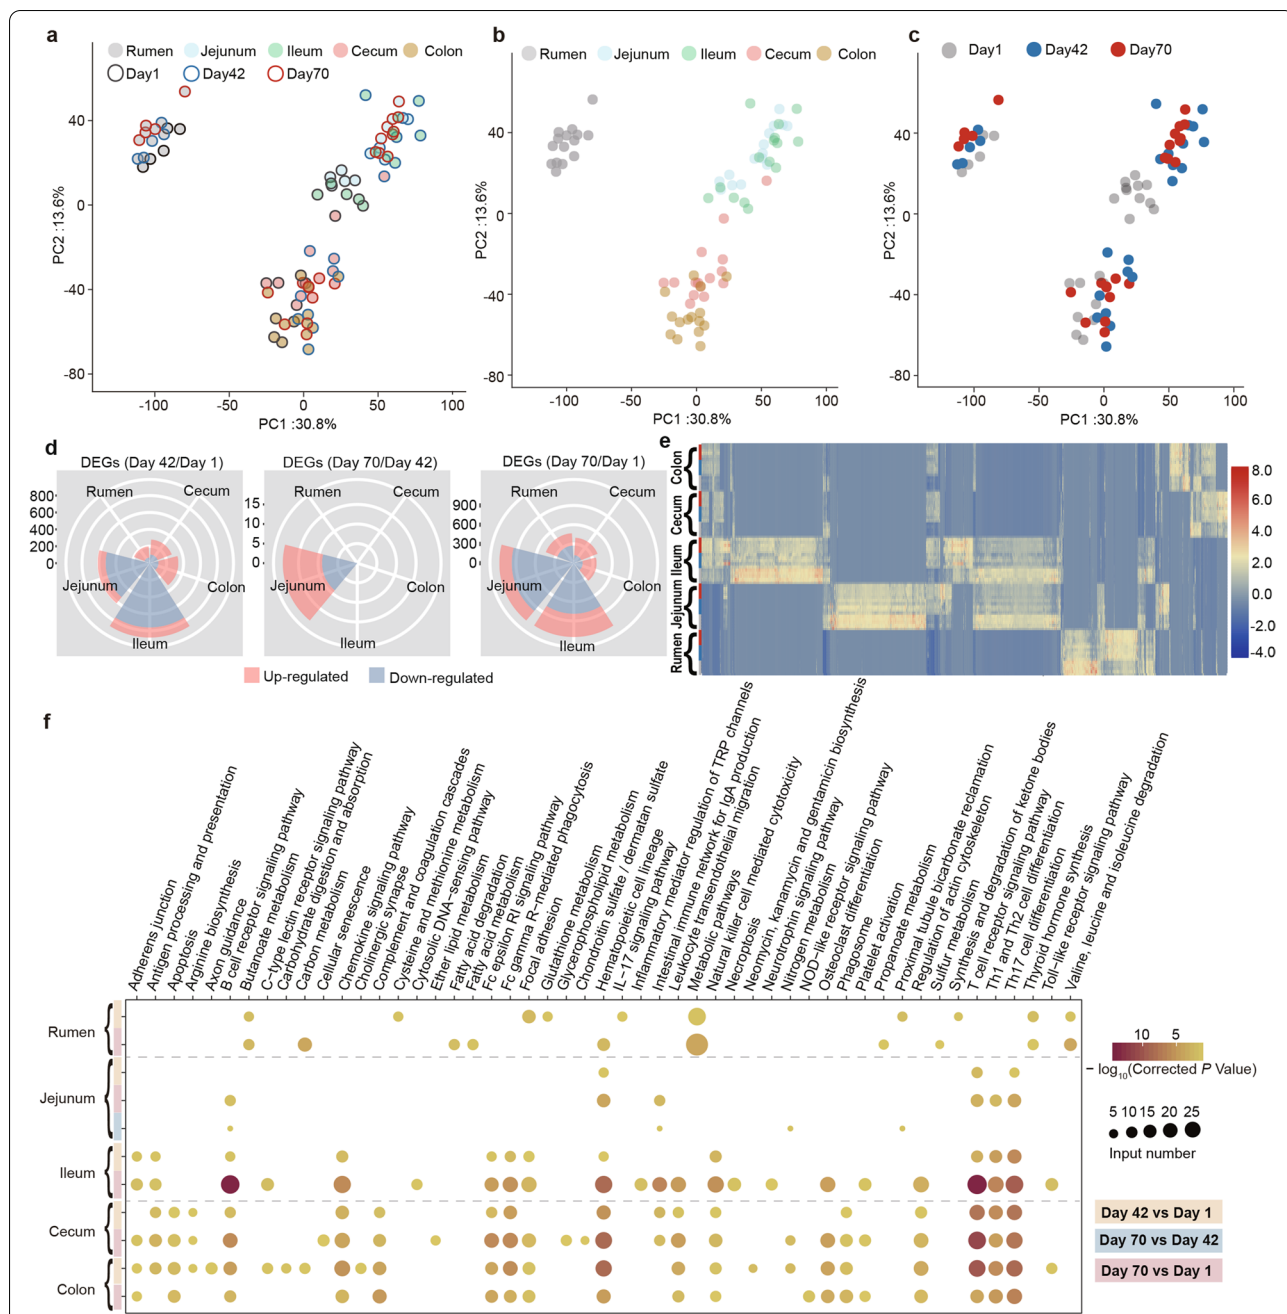 a
Rumen Jejunum Ileum Cecum Colon
Day1 Day42 Day70
40
0
-40
-80
PC2 :13.6%
-100 -50 0 50 100
PC1 :30.8%
b
Rumen Jejunum Ileum Cecum Colon
40
0
-40
-80
PC2 :13.6%
-100 -50 0 50 100
PC1 :30.8%
c
Day1 Day42 Day70
40
0
-40
-80
PC2 :13.6%
-100 -50 0 50 100
PC1 :30.8%
d
DEGs (Day 42/Day 1)
800
600
400
200
0
Rumen Cecum
Jejunum Colon
Ileum
DEGs (Day 70/Day 42)
15
10
5
0
Rumen Cecum
Jejunum Colon
Ileum
DEGs (Day 70/Day 1)
900
600
300
0
Rumen Cecum
Jejunum Colon
Ileum
Up-regulated Down-regulated
e
Colon
Cecum
Ileum
Jejunum
Rumen
8.0
6.0
4.0
2.0
0.0
-2.0
-4.0
f
Adherens junction
Antigen processing and presentation
Apoptosis
Arginine biosynthesis
Axon guidance
B cell receptor signaling pathway
Butanoate metabolism
C-type lectin receptor signaling pathway
Carbohydrate digestion and absorption
Carbon metabolism
Cellular senescence
Chemokine signaling pathway
Cholinergic synapse
Complement and coagulation cascades
Cysteine and methionine metabolism
Cytosolic DNA-sensing pathway
Ether lipid metabolism
Fatty acid degradation
Fatty acid metabolism
Fc epsilon RI signaling pathway
Fc gamma R-mediated phagocytosis
Focal adhesion
Glutathione metabolism
Glycerophospholipid metabolism
Chondroitin sulfate / dermatan sulfate
Hematopoietic cell lineage
IL-17 signaling pathway
Inflammatory mediator regulation of TRP channels
Intestinal immune network for IgA production
Leukocyte transendothelial migration
Metabolic pathways
Natural killer cell mediated cytotoxicity
Necroptosis
Neomycin, kanamycin and gentamicin biosynthesis
Neurotrophin signaling pathway
Nitrogen metabolism
NOD-like receptor signaling pathway
Osteoclast differentiation
Phagosome
Platelet activation
Propanoate metabolism
Proximal tubule bicarbonate reclamation
Regulation of actin cytoskeleton
Sulfur metabolism
Synthesis and degradation of ketone bodies
T cell receptor signaling pathway
Th1 and Th2 cell differentiation
Th17 cell differentiation
Thyroid hormone synthesis
Toll-like receptor signaling pathway
Valine, leucine and isoleucine degradation
Rumen
Jejunum
Ileum
Cecum
Colon
10 5
− log10(Corrected P Value)
5 10 15 20 25
Input number
Day 42 vs Day 1
Day 70 vs Day 42
Day 70 vs Day 1